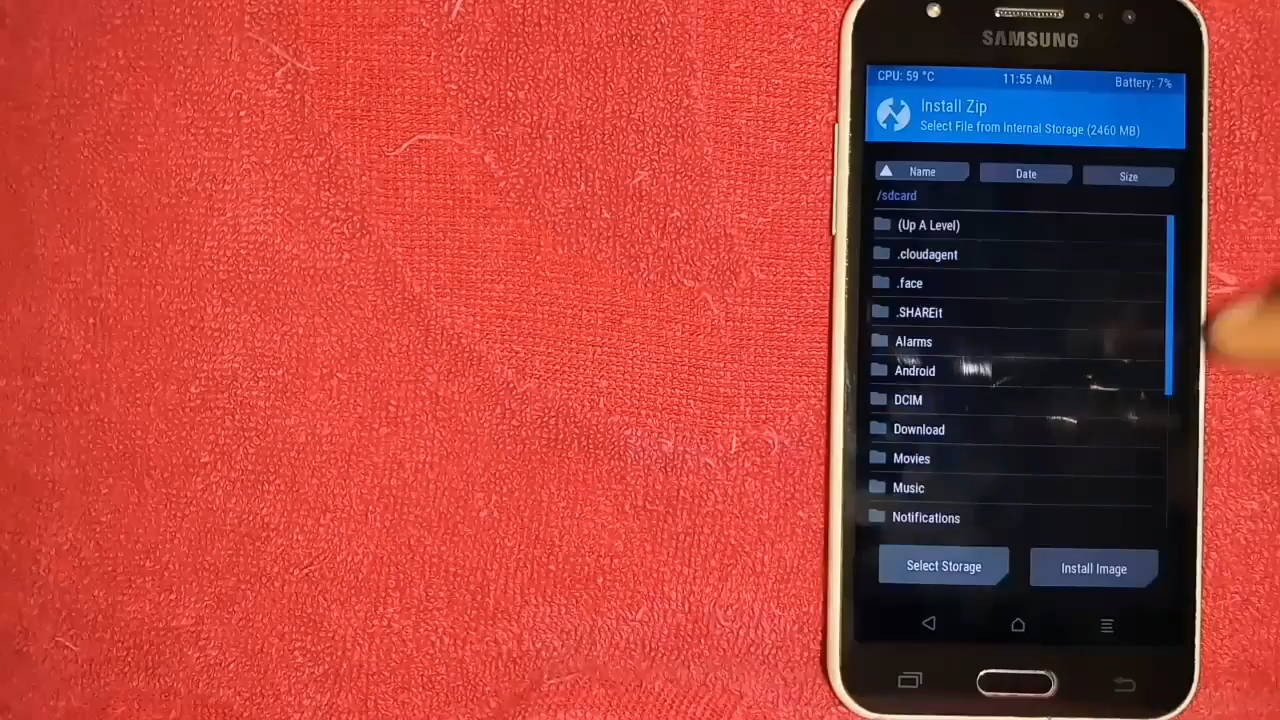 SAMSUNG
CPU: 59 °C 11:55 AM Battery: 7%
Install Zip
Select File from Internal Storage (2460 MB)
Name Date Size
/sdcard
(Up A Level)
.cloudagent
.face
.SHAREit
Alarms
Android
DCIM
Download
Movies
Music
Notifications
Select Storage Install Image